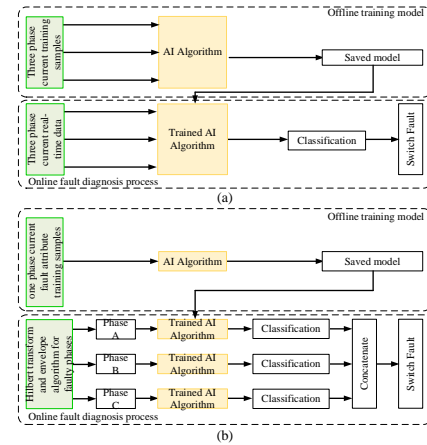 Offline training model
Three phase
current training
samples
AI Algorithm
Saved model
Three phase
current real-
time data
Trained AI
Algorithm
Classification
Switch Fault
Online fault diagnosis process
(a)
Offline training model
one phase current
fault attribute
training samples
AI Algorithm
Saved model
Hilbert transform
and envelope
algorithm for
faulty phases
Phase
A
Trained AI
Algorithm
Classification
Phase
B
Trained AI
Algorithm
Classification
Phase
C
Trained AI
Algorithm
Classification
Concatenate
Switch Fault
Online fault diagnosis process
(b)